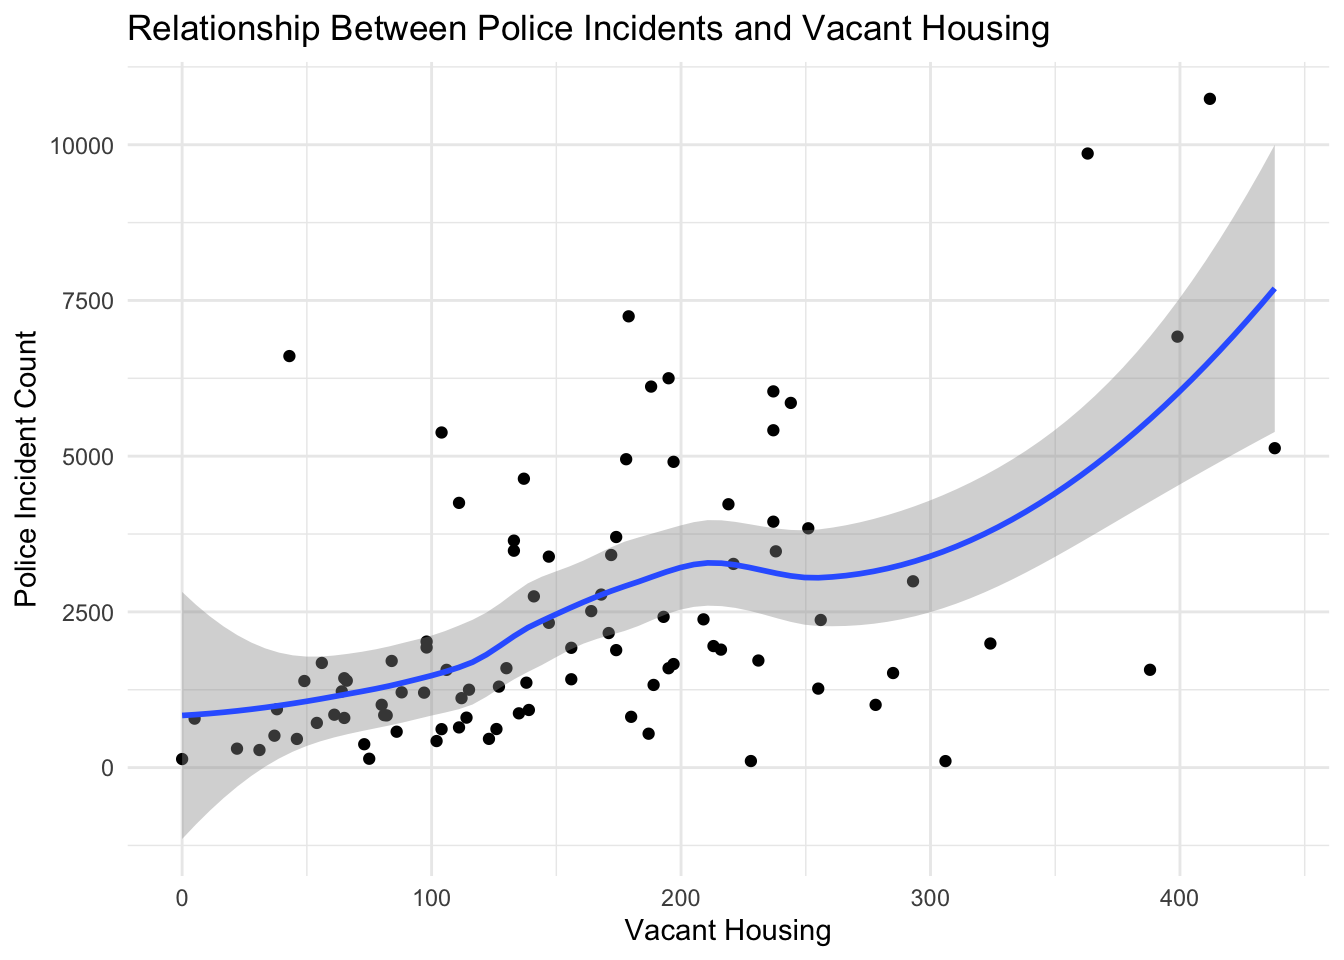 Relationship Between Police Incidents and Vacant Housing
10000
7500
5000
2500
0
Police Incident Count
0 100 200 300 400
Vacant Housing